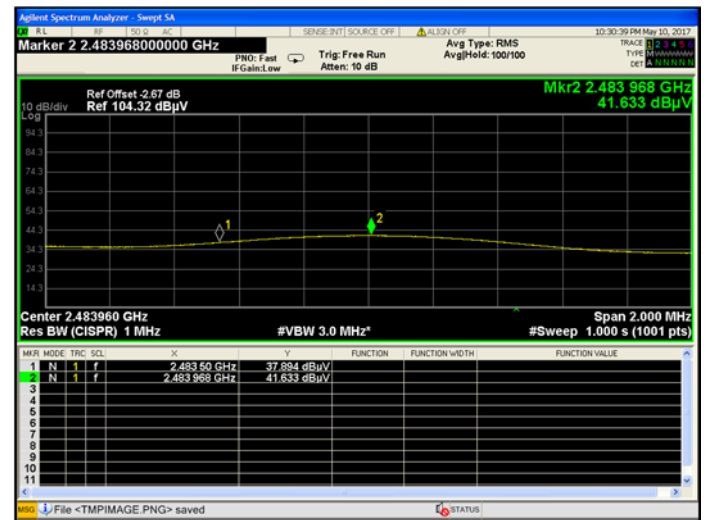 Agilent Spectrum Analyzer - Swept SA
RL RF 50 Ω AC SENSE:INT SOURCE OFF ALIGN OFF 10:30:39 PM May 10, 2017
Marker 2 2.483968000000 GHz
PNO: Fast
IFGain:Low
Trig: Free Run
Atten: 10 dB
Avg Type: RMS
Avg|Hold: 100/100
TRACE 1 2 3 4 5 6
TYPE
DET A N N N N N
Mkr2 2.483 968 GHz
41.633 dBµV
Ref Offset -2.67 dB
10 dB/div Ref 104.32 dBµV
Log
94.3
84.3
74.3
64.3
54.3
44.3
34.3
24.3
14.3
1
2
Center 2.483960 GHz Span 2.000 MHz
Res BW (CISPR) 1 MHz #VBW 3.0 MHz* #Sweep 1.000 s (1001 pts)
MKR MODE TRC SCL X Y FUNCTION FUNCTION WIDTH FUNCTION VALUE
1 N 1 f 2.483 50 GHz 37.894 dBµV
2 N 1 f 2.483 968 GHz 41.633 dBµV
3
4
5
6
7
8
9
10
11
MSG File <TMPIMAGE.PNG> saved STATUS